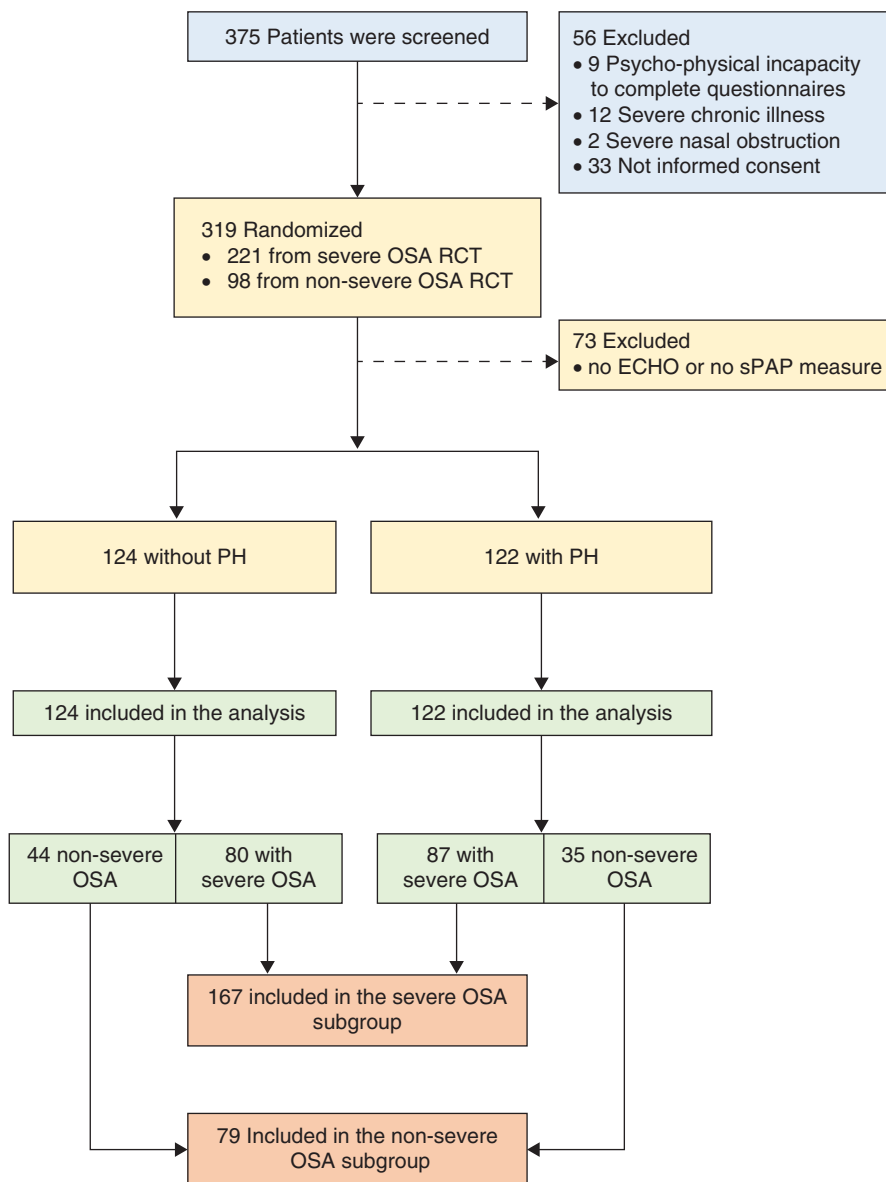 375 Patients were screened
56 Excluded
• 9 Psycho-physical incapacity
to complete questionnaires
• 12 Severe chronic illness
• 2 Severe nasal obstruction
• 33 Not informed consent
319 Randomized
• 221 from severe OSA RCT
• 98 from non-severe OSA RCT
73 Excluded
• no ECHO or no sPAP measure
124 without PH
122 with PH
124 included in the analysis
122 included in the analysis
44 non-severe
OSA
80 with
severe OSA
87 with
severe OSA
35 non-severe
OSA
167 included in the severe OSA
subgroup
79 Included in the non-severe
OSA subgroup